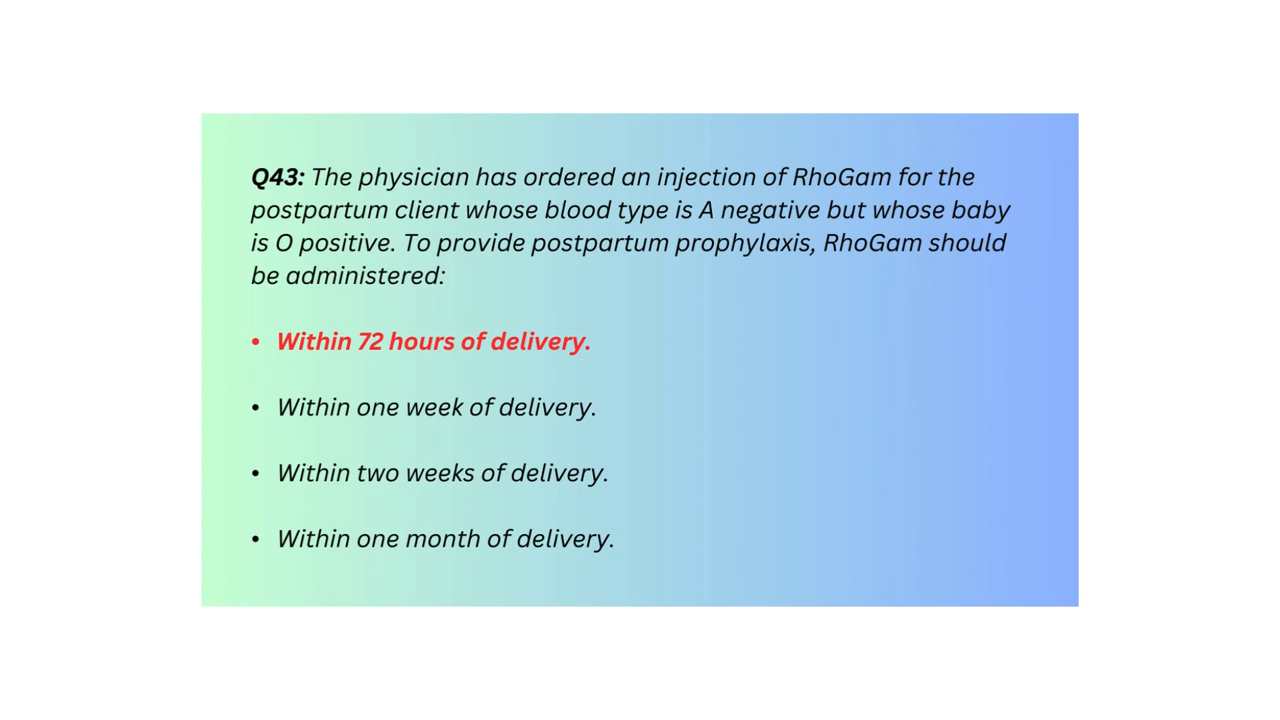 Q43: The physician has ordered an injection of RhoGam for the
postpartum client whose blood type is A negative but whose baby
is O positive. To provide postpartum prophylaxis, RhoGam should
be administered:
• Within 72 hours of delivery.
• Within one week of delivery.
• Within two weeks of delivery.
• Within one month of delivery.